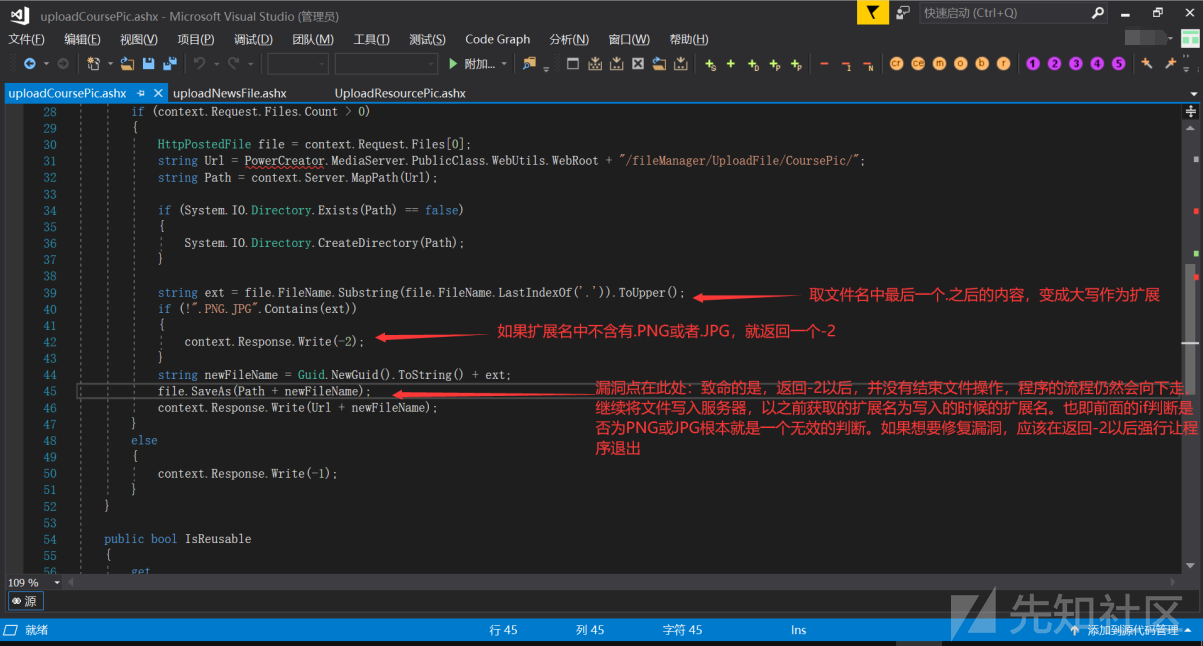 uploadCoursePic.ashx - Microsoft Visual Studio (管理员)
快速启动 (Ctrl+Q)
文件(F) 编辑(E) 视图(V) 项目(P) 调试(D) 团队(M) 工具(T) 测试(S) Code Graph 分析(N) 窗口(W) 帮助(H)
附加...
uploadCoursePic.ashx uploadNewsFile.ashx UploadResourcePic.ashx
28 if (context.Request.Files.Count > 0)
29 {
30 HttpPostedFile file = context.Request.Files[0];
31 string Url = PowerCreator.MediaServer.PublicClass.WebUtils.WebRoot + "/fileManager/UploadFile/CoursePic/";
32 string Path = context.Server.MapPath(Url);
33
34 if (System.IO.Directory.Exists(Path) == false)
35 {
36 System.IO.Directory.CreateDirectory(Path);
37 }
38
39 string ext = file.FileName.Substring(file.FileName.LastIndexOf('.')).ToUpper();
取文件名中最后一个.之后的内容，变成大写作为扩展
40 if (!".PNG.JPG".Contains(ext))
41 {
如果扩展名中不含有.PNG或者.JPG，就返回一个-2
42 context.Response.Write(-2);
43 }
44 string newFileName = Guid.NewGuid().ToString() + ext;
45 file.SaveAs(Path + newFileName);
46 context.Response.Write(Url + newFileName);
漏洞点在此处：致命的是，返回-2以后，并没有结束文件操作，程序的流程仍然会向下走
继续将文件写入服务器，以之前获取的扩展名为写入的时候的扩展名。也即前面的if判断是
否为PNG或JPG根本就是一个无效的判断。如果想要修复漏洞，应该在返回-2以后强行让程
序退出
47 }
48 else
49 {
50 context.Response.Write(-1);
51 }
52 }
53
54 public bool IsReusable
55 {
56 get
109 %
源
先知社区
就绪 行 45 列 45 字符 45 Ins 添加到源代码管理